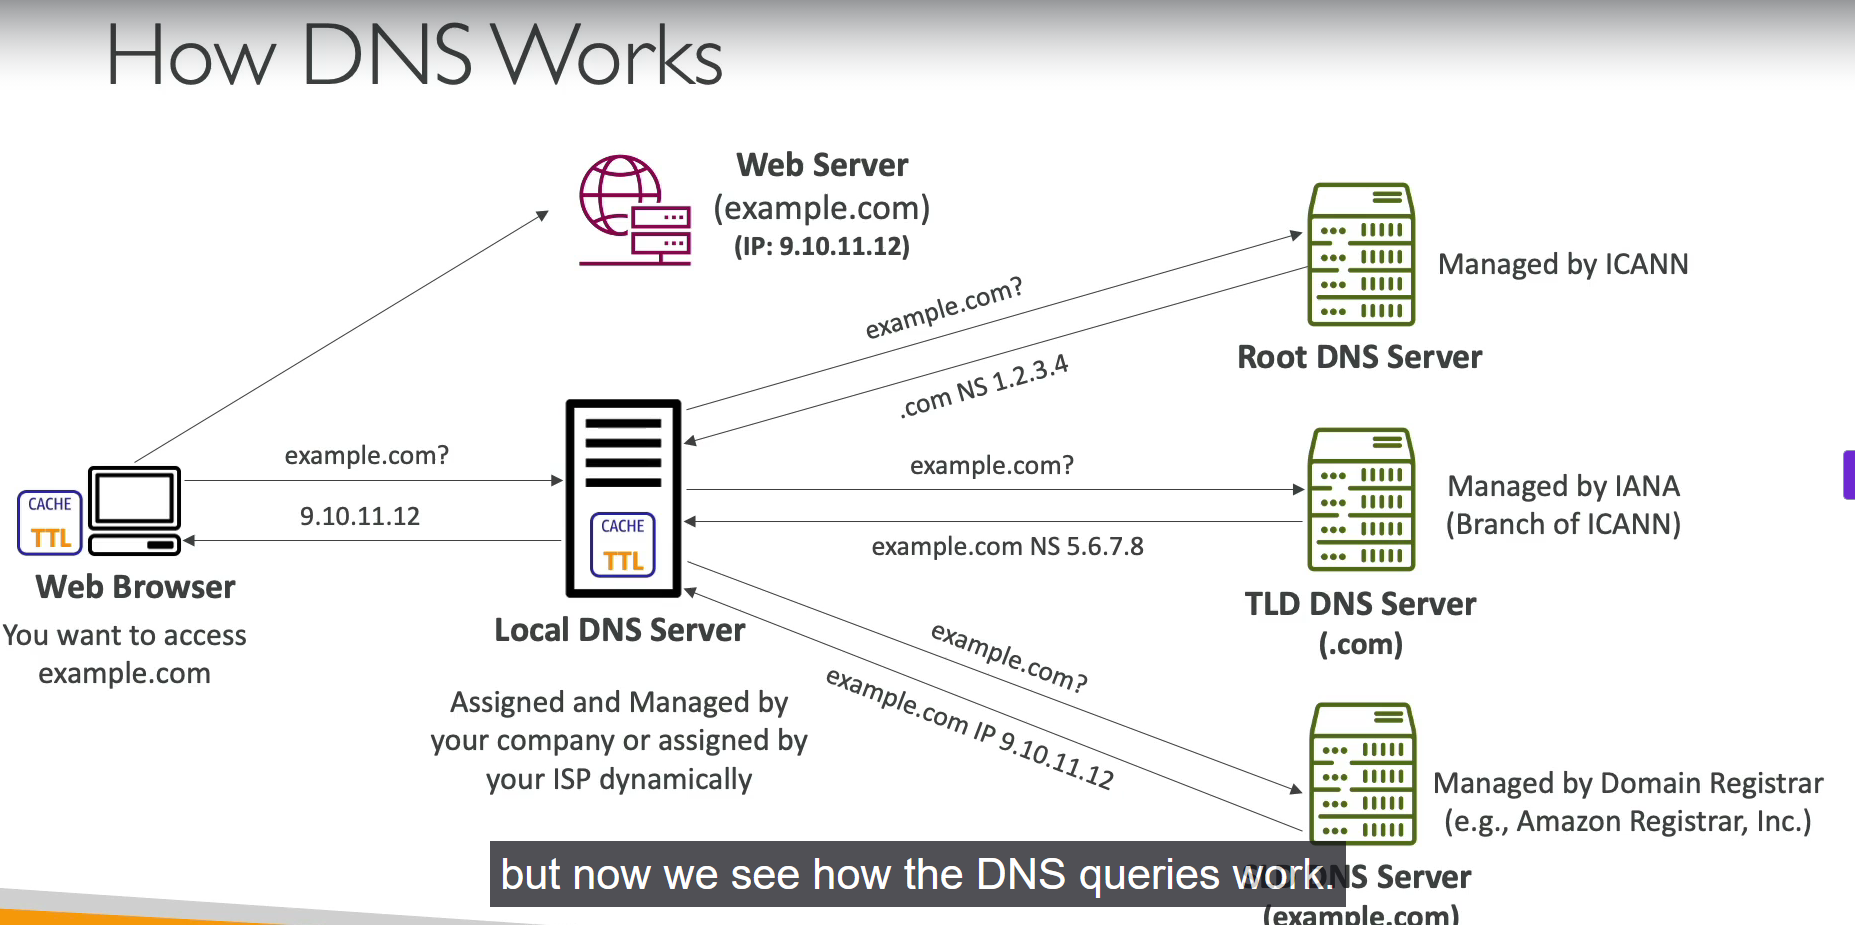 How DNS Works
Web Server
(example.com)
(IP: 9.10.11.12)
Managed by ICANN
Root DNS Server
example.com?
.com NS 1.2.3.4
example.com?
9.10.11.12
CACHE
TTL
Web Browser
You want to access
example.com
CACHE
TTL
Local DNS Server
Assigned and Managed by
your company or assigned by
your ISP dynamically
example.com?
example.com NS 5.6.7.8
Managed by IANA
(Branch of ICANN)
TLD DNS Server
(.com)
example.com?
example.com IP 9.10.11.12
Managed by Domain Registrar
(e.g., Amazon Registrar, Inc.)
but now we see how the DNS queries work.
DNS Server
(example.com)